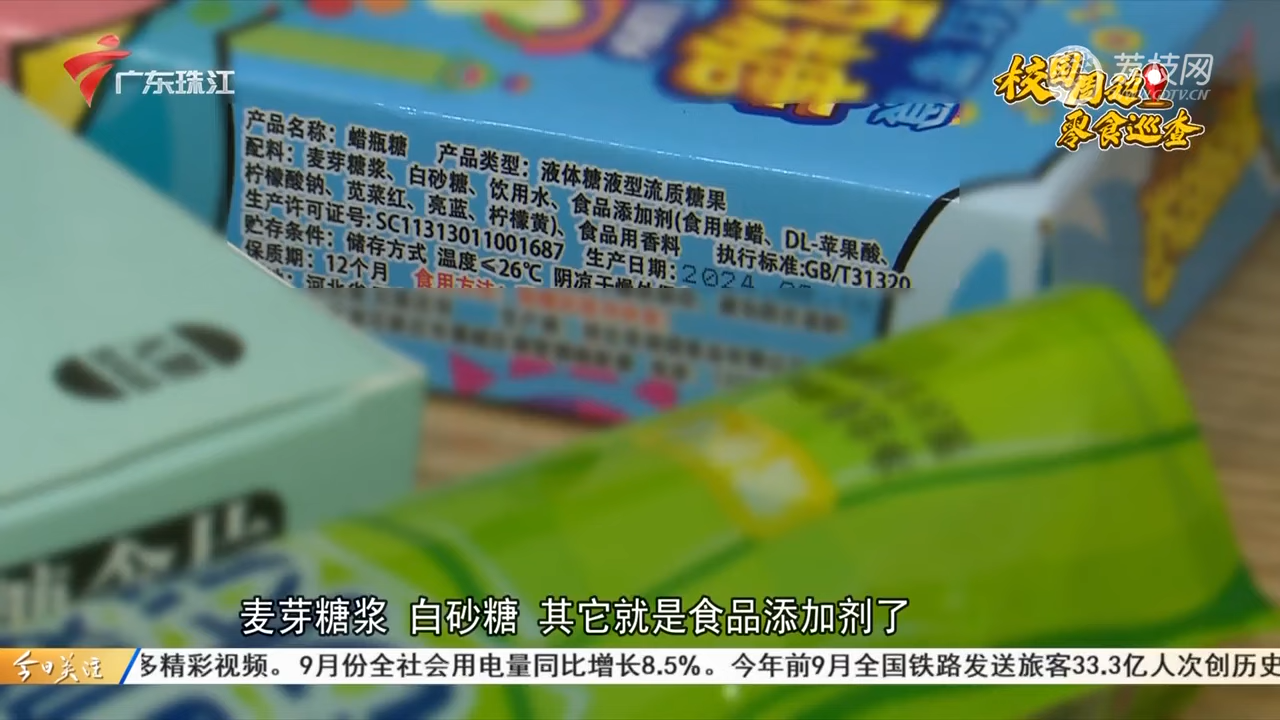 广东珠江
荔枝网
校园周边
零食巡查
糖
产品名称：蜡瓶糖 产品类型：液体糖液型流质糖果
配料：麦芽糖浆、白砂糖、饮用水、食品添加剂(食用蜂蜡、DL-苹果酸、
柠檬酸钠、苋菜红、亮蓝、柠檬黄)、食品用香料 执行标准:GB/T31320
生产许可证号:SC11313011001687 生产日期：2024
贮存条件：储存方式 温度≤26℃ 阴凉干燥处
保质期：12个月 食用方法
麦芽糖浆 白砂糖 其它就是食品添加剂了
今日关注
多精彩视频。9月份全社会用电量同比增长8.5%。今年前9月全国铁路发送旅客33.3亿人次创历史